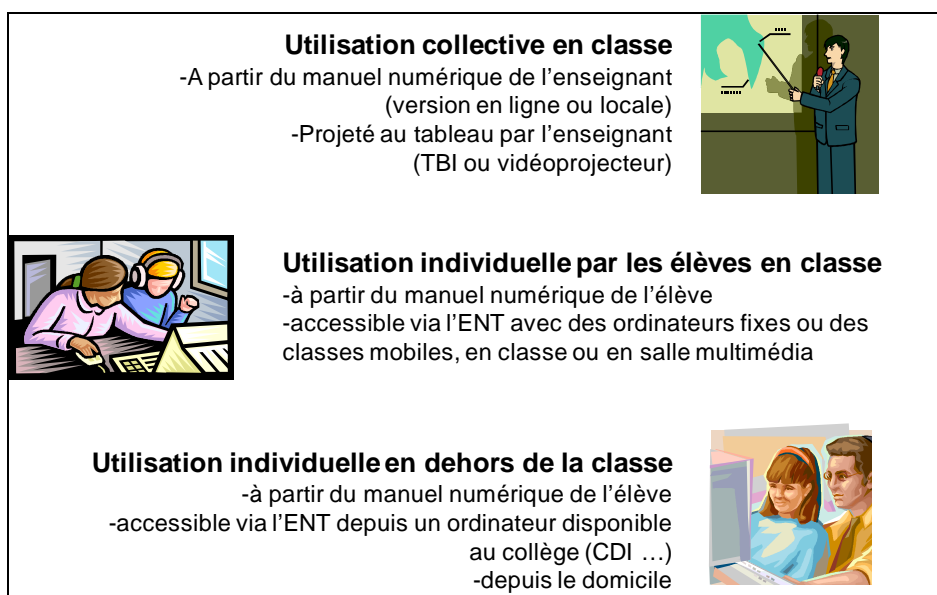 Utilisation collective en classe
-A partir du manuel numérique de l’enseignant
(version en ligne ou locale)
-Projeté au tableau par l’enseignant
(TBI ou vidéoprojecteur)
Utilisation individuelle par les élèves en classe
-à partir du manuel numérique de l’élève
-accessible via l’ENT avec des ordinateurs fixes ou des
classes mobiles, en classe ou en salle multimédia
Utilisation individuelle en dehors de la classe
-à partir du manuel numérique de l’élève
-accessible via l’ENT depuis un ordinateur disponible
au collège (CDI …)
-depuis le domicile